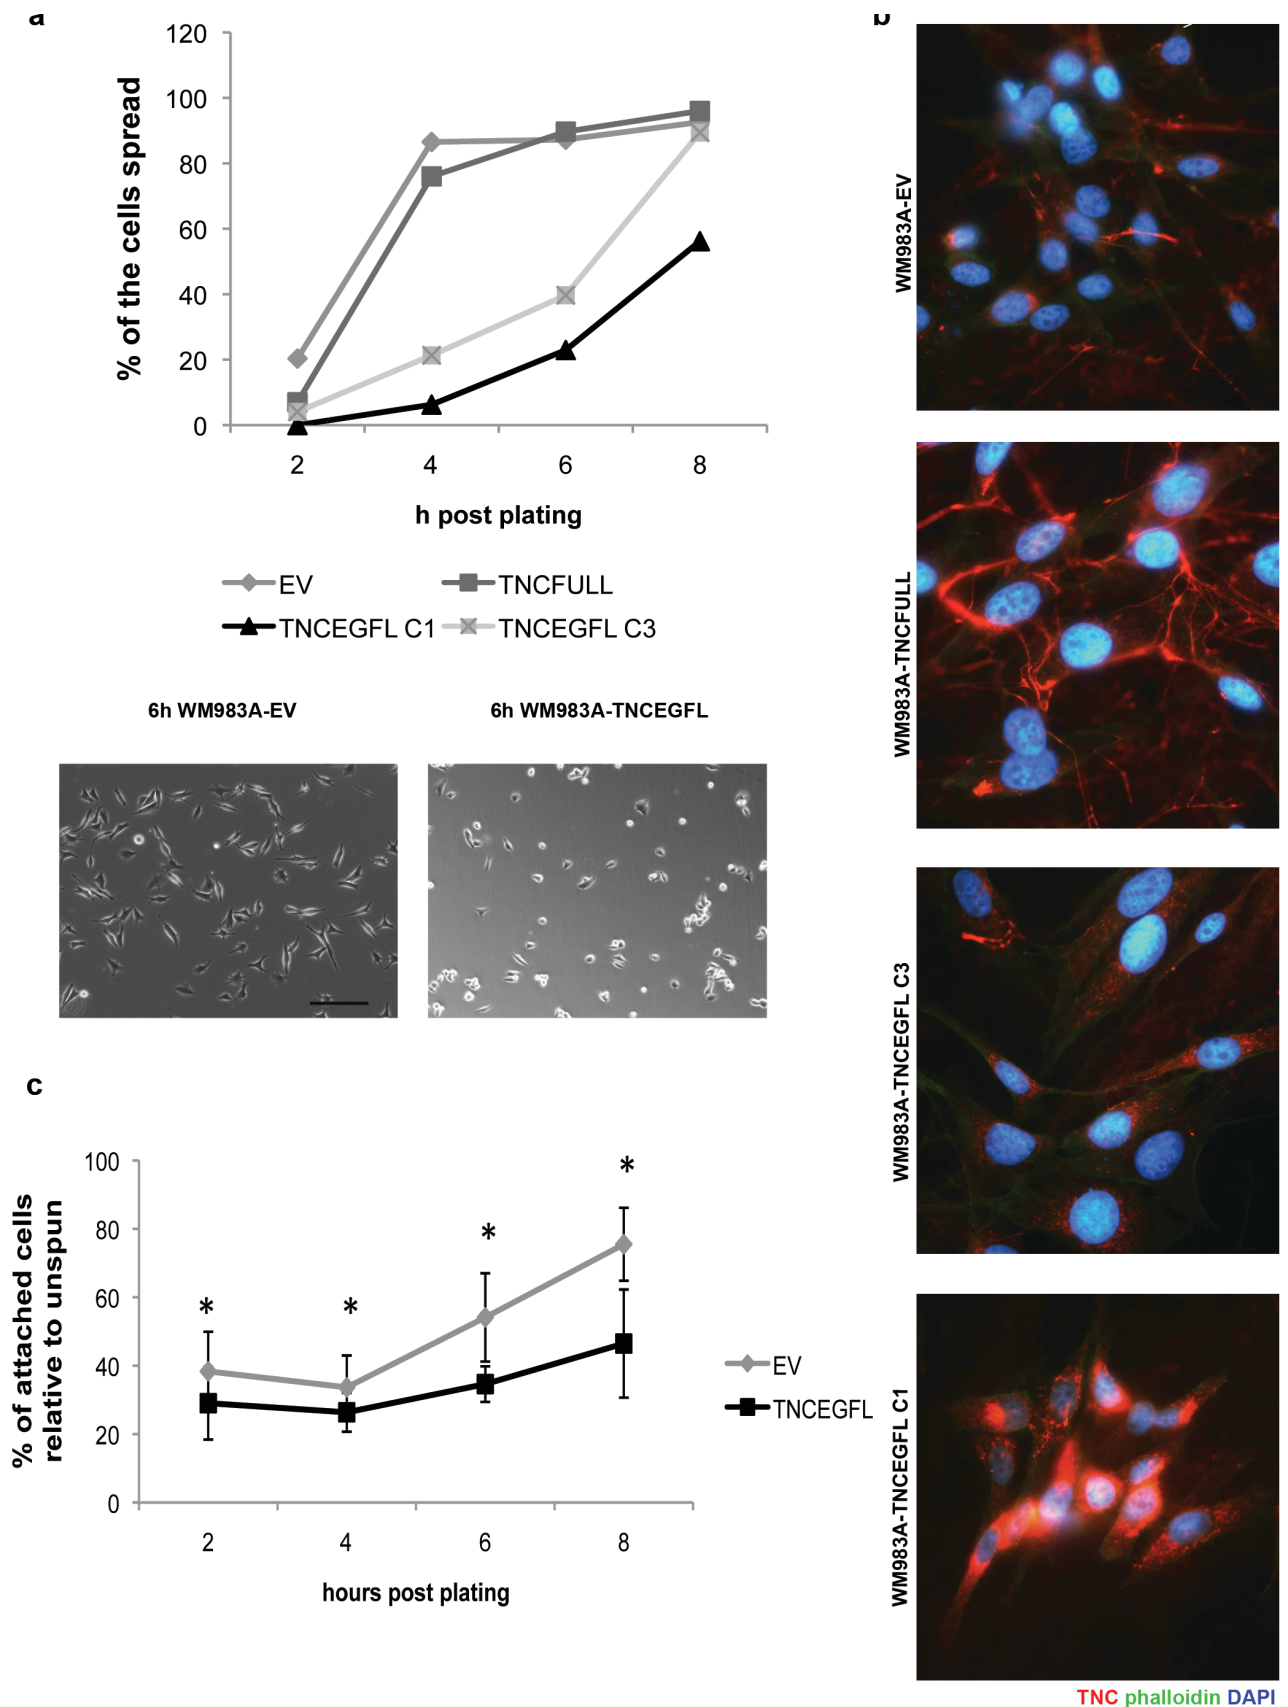 a
120
100
80
60
40
20
0
% of the cells spread
2 4 6 8
h post plating
EV TNCFULL
TNCEGFL C1 TNCEGFL C3
6h WM983A-EV 6h WM983A-TNCEGFL
b
WM983A-EV
WM983A-TNCFULL
WM983A-TNCEGFL C3
WM983A-TNCEGFL C1
TNC phalloidin DAPI
c
100
80
60
40
20
0
% of attached cells
relative to unspun
* * * *
2 4 6 8
hours post plating
EV
TNCEGFL